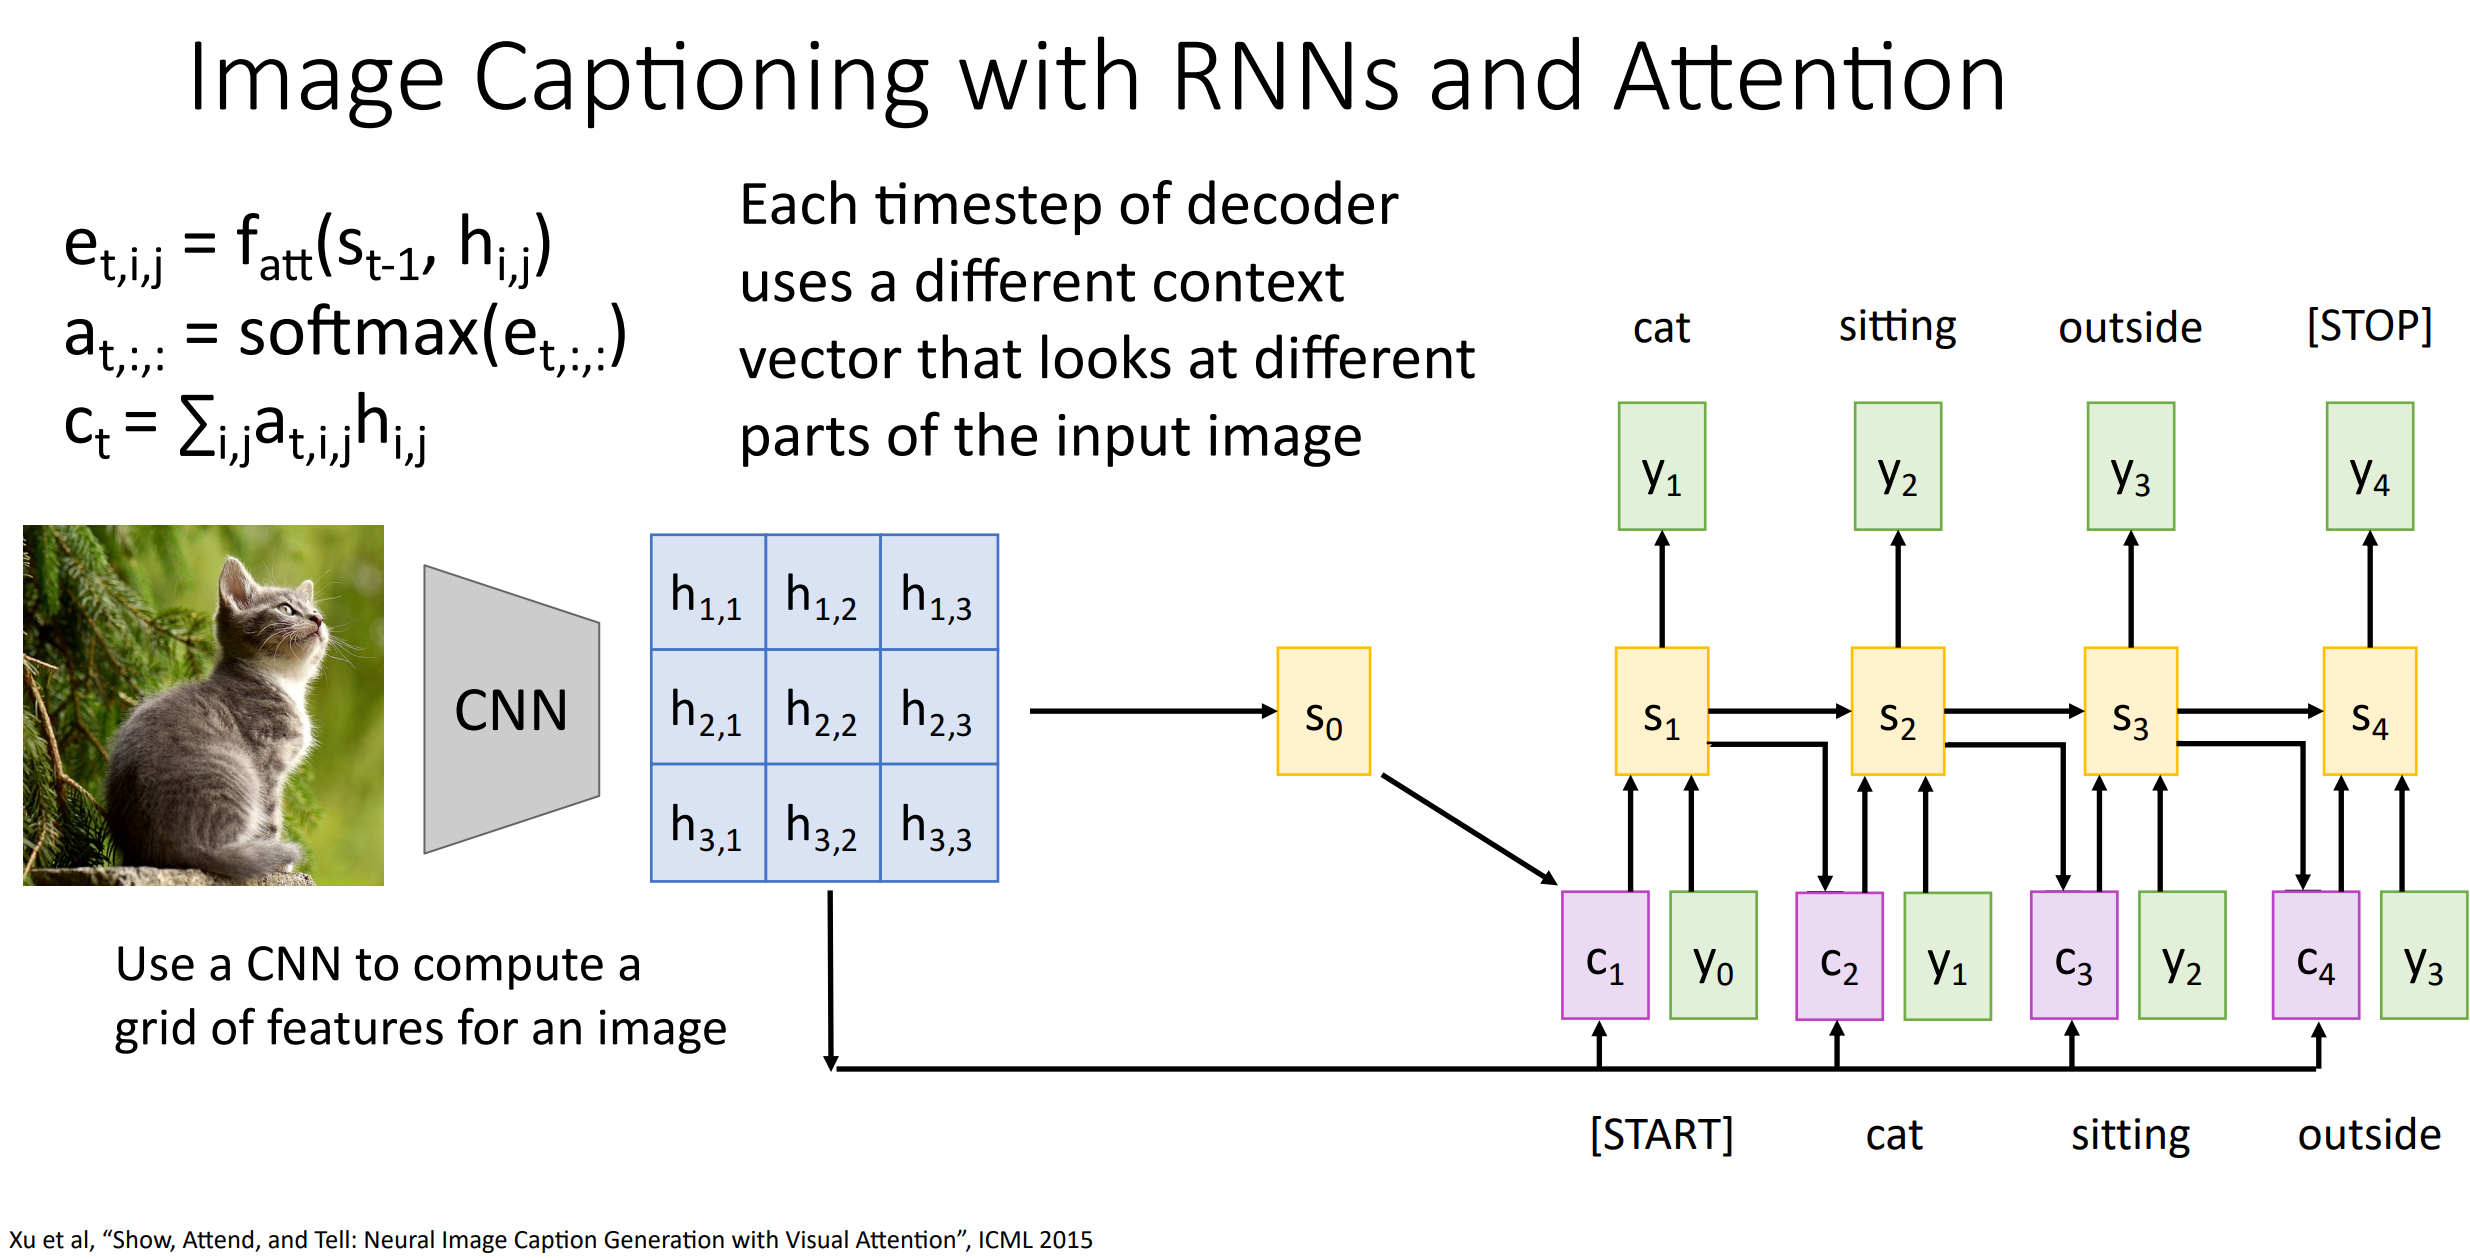 Image Captioning with RNNs and Attention
e_{t,i,j} = f_{att}(s_{t-1}, h_{i,j})
a_{t,:,:} = softmax(e_{t,:,:})
c_t = ∑_{i,j}a_{t,i,j}h_{i,j}
Each timestep of decoder
uses a different context
vector that looks at different
parts of the input image
cat sitting outside [STOP]
y_1 y_2 y_3 y_4
CNN
h_{1,1} h_{1,2} h_{1,3}
h_{2,1} h_{2,2} h_{2,3}
h_{3,1} h_{3,2} h_{3,3}
s_0 s_1 s_2 s_3 s_4
c_1 y_0 c_2 y_1 c_3 y_2 c_4 y_3
[START] cat sitting outside
Use a CNN to compute a
grid of features for an image
Xu et al, “Show, Attend, and Tell: Neural Image Caption Generation with Visual Attention”, ICML 2015